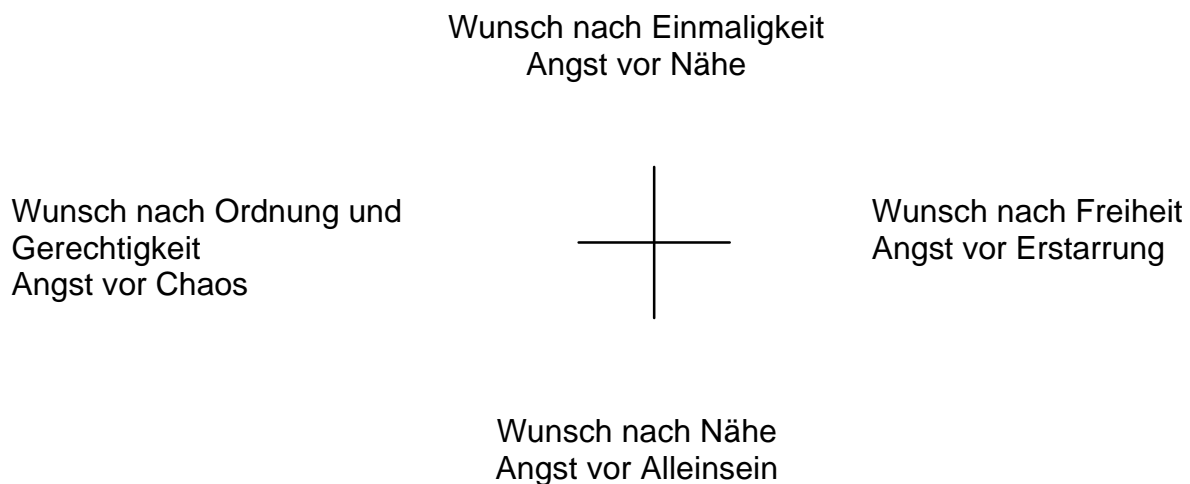 Wunsch nach Einmaligkeit
Angst vor Nähe
Wunsch nach Ordnung und
Gerechtigkeit
Angst vor Chaos
Wunsch nach Freiheit
Angst vor Erstarrung
Wunsch nach Nähe
Angst vor Alleinsein